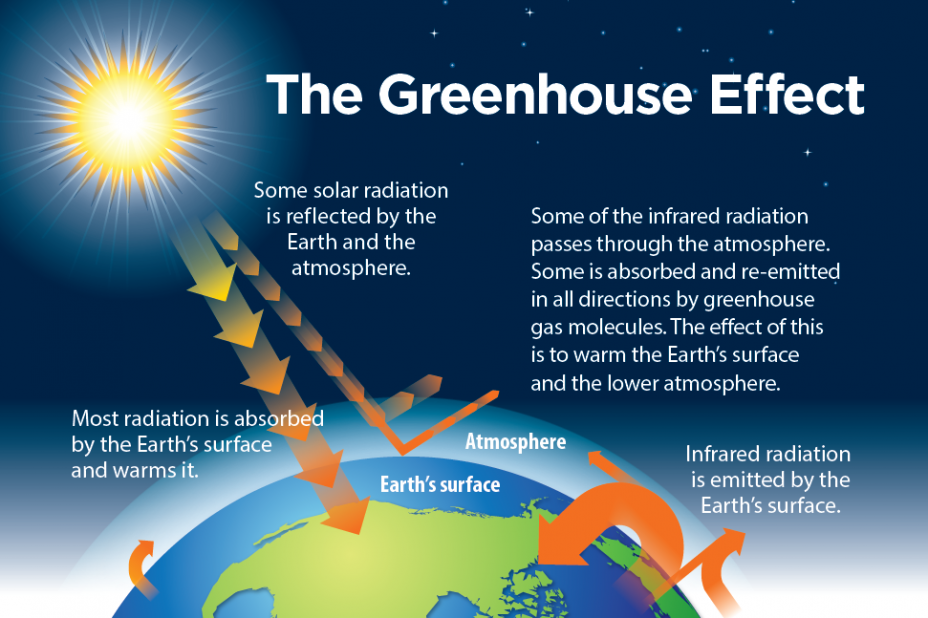 The Greenhouse Effect
Some solar radiation
is reflected by the
Earth and the
atmosphere.
Some of the infrared radiation
passes through the atmosphere.
Some is absorbed and re-emitted
in all directions by greenhouse
gas molecules. The effect of this
is to warm the Earth's surface
and the lower atmosphere.
Most radiation is absorbed
by the Earth's surface
and warms it.
Atmosphere
Earth's surface
Infrared radiation
is emitted by the
Earth's surface.